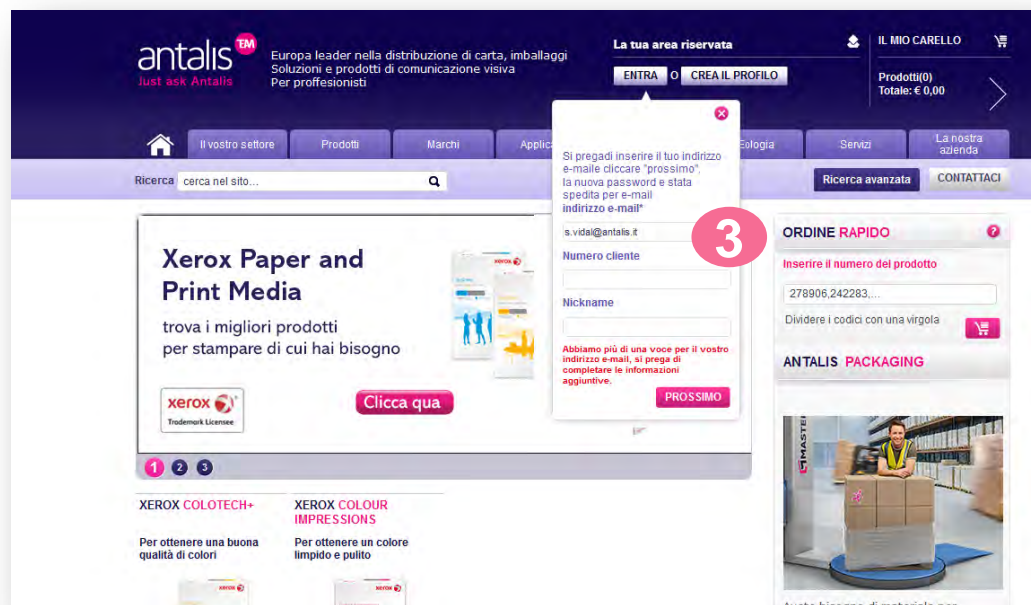 antalis TM
Just ask Antalis
Europa leader nella distribuzione di carta, imballaggi
Soluzioni e prodotti di comunicazione visiva
Per proffesionisti
La tua area riservata
ENTRA O CREA IL PROFILO
IL MIO CARELLO
Prodotti(0)
Totale: € 0,00
Il vostro settore
Prodotti
Marchi
Applic
Eologia
Servizi
La nostra
azienda
Ricerca cerca nel sito...
Ricerca avanzata
CONTATTACI
Si pregadi inserire il tuo indirizzo
e-maile cliccare "prossimo".
la nuova password e stata
spedita per e-mail
indirizzo e-mail*
s.vidal@antalis.it
3
Numero cliente
Nickname
Abbiamo più di una voce per il vostro
indirizzo e-mail, si prega di
completare le informazioni
aggiuntive.
PROSSIMO
Xerox Paper and
Print Media
trova i migliori prodotti
per stampare di cui hai bisogno
xerox
xerox
Trademark Licensee
Clicca qua
1 2 3
ORDINE RAPIDO
?
Inserire il numero del prodotto
278906,242283,...
Dividere i codici con una virgola
ANTALIS PACKAGING
MASTER
XEROX COLOTECH+
Per ottenere una buona
qualità di colori
xerox
XEROX COLOUR
IMPRESSIONS
Per ottenere un colore
limpido e pulito
xerox